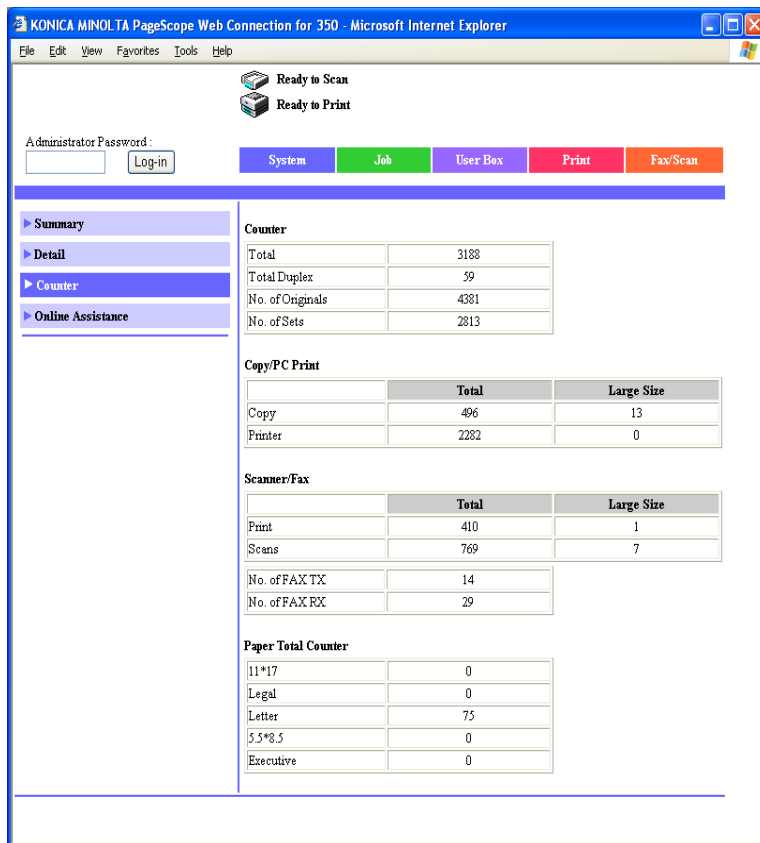 KONICA MINOLTA PageScope Web Connection for 350 - Microsoft Internet Explorer
File Edit View Favorites Tools Help
Ready to Scan
Ready to Print
Administrator Password :
Log-in
System Job User Box Print Fax/Scan
Summary
Detail
Counter
Online Assistance
Counter
Total 3188
Total Duplex 59
No. of Originals 4381
No. of Sets 2813
Copy/PC Print
Total Large Size
Copy 496 13
Printer 2282 0
Scanner/Fax
Total Large Size
Print 410 1
Scans 769 7
No. of FAX TX 14
No. of FAX RX 29
Paper Total Counter
11*17 0
Legal 0
Letter 75
5.5*8.5 0
Executive 0